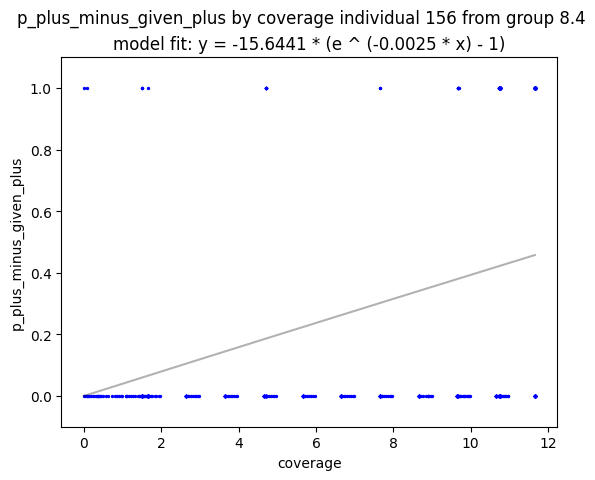 p_plus_minus_given_plus by coverage individual 156 from group 8.4
model fit: y = -15.6441 * (e ^ (-0.0025 * x) - 1)
1.0
0.8
0.6
0.4
0.2
0.0
p_plus_minus_given_plus
0 2 4 6 8 10 12
coverage